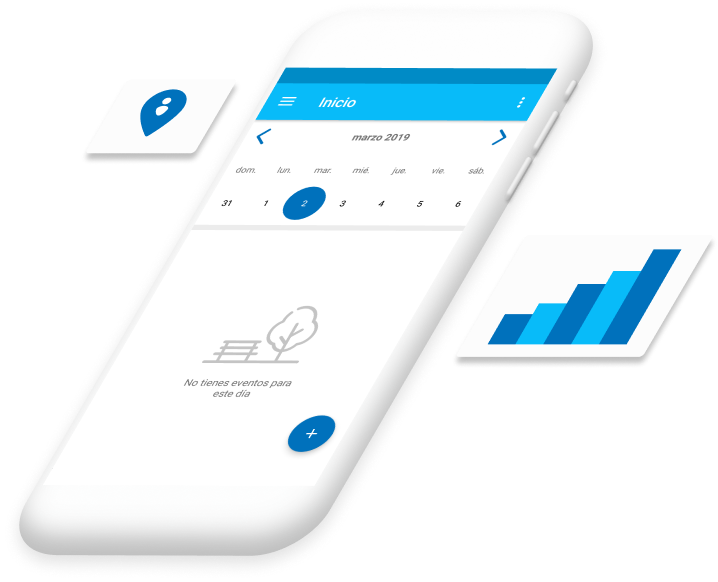 Inicio
marzo 2019
dom. lun. mar. mié. jue. vie. sáb.
31 1 2 3 4 5 6
No tienes eventos para
este día
+